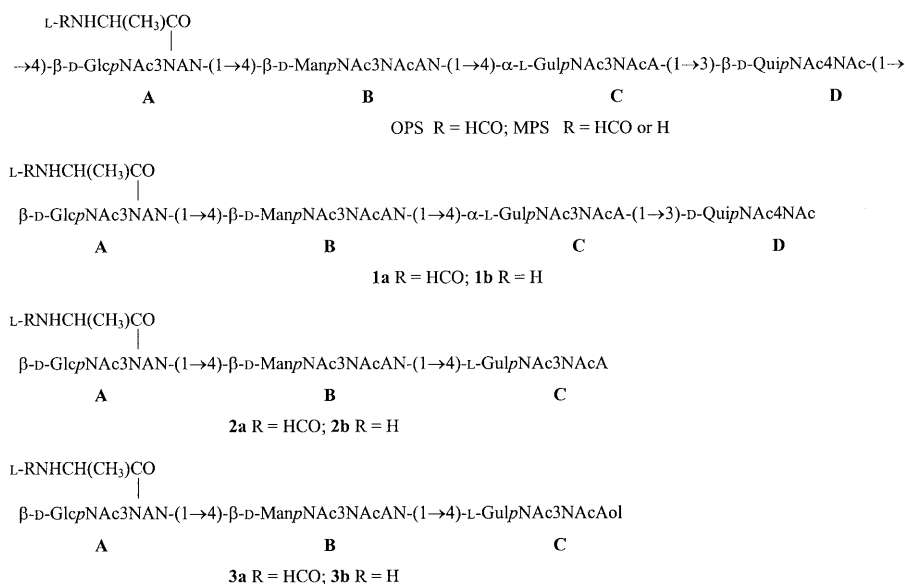 L-RNHCH(CH₃)CO
→4)-β-D-GlcpNAc3NAN-(1→4)-β-D-ManpNAc3NAcAN-(1→4)-α-L-GulpNAc3NAcA-(1→3)-β-D-QuipNAc4NAc-(1→
A B C D
OPS R = HCO; MPS R = HCO or H
L-RNHCH(CH₃)CO
β-D-GlcpNAc3NAN-(1→4)-β-D-ManpNAc3NAcAN-(1→4)-α-L-GulpNAc3NAcA-(1→3)-D-QuipNAc4NAc
A B C D
1a R = HCO; 1b R = H
L-RNHCH(CH₃)CO
β-D-GlcpNAc3NAN-(1→4)-β-D-ManpNAc3NAcAN-(1→4)-L-GulpNAc3NAcA
A B C
2a R = HCO; 2b R = H
L-RNHCH(CH₃)CO
β-D-GlcpNAc3NAN-(1→4)-β-D-ManpNAc3NAcAN-(1→4)-L-GulpNAc3NAcAol
A B C
3a R = HCO; 3b R = H